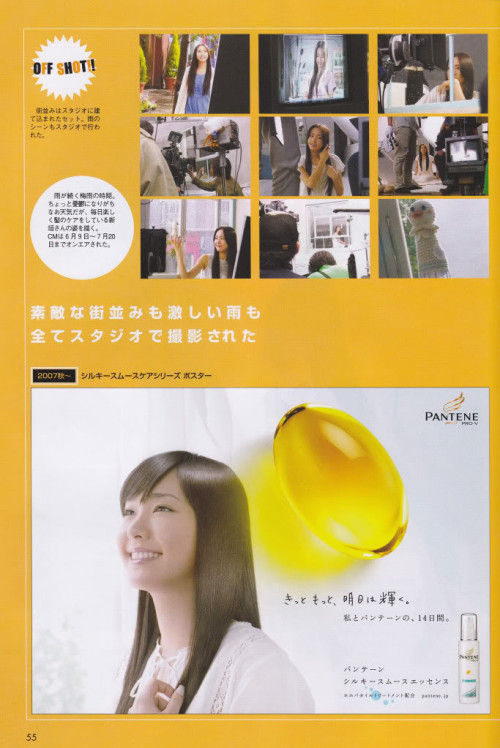 OFF SHOT!!
街並みはスタジオに建
て込まれたセット。雨の
シーンもスタジオで行わ
れた。
雨が続く梅雨の時期。
ちょっと憂鬱になりがち
なお天気だが、毎日楽し
く髪のケアをしている新
垣さんの姿を描く。
CMは6月9日〜7月20
日までオンエアされた。
素敵な街並みも激しい雨も
全てスタジオで撮影された
2007秋〜 シルキースムースケアシリーズ ポスター
PANTENE
PRO-V
きっと もっと、明日は輝く。
私とパンテーンの、14日間。
PANTENE
パンテーン
シルキースムースエッセンス
pantene.jp
55